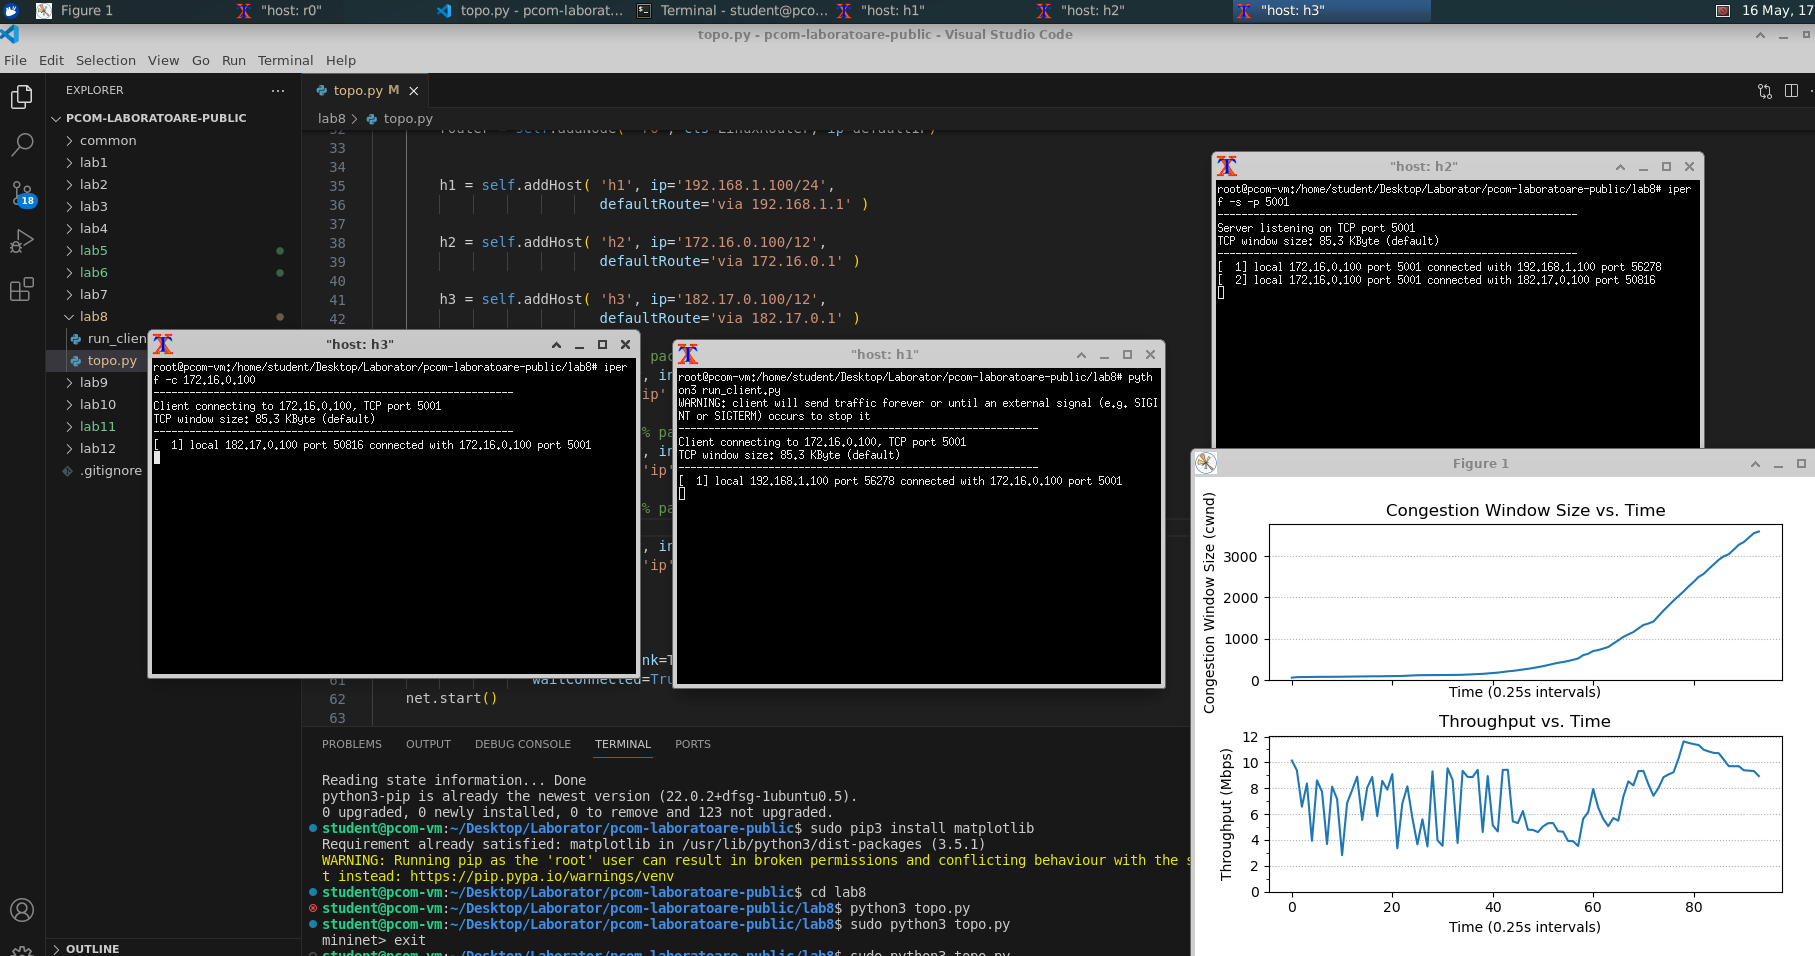 Figure 1
"host: r0"
topo.py - pcom-laborat...
Terminal - student@pco...
"host: h1"
"host: h2"
"host: h3"
16 May, 17
topo.py - pcom-laboratoare-public - Visual Studio Code
File Edit Selection View Go Run Terminal Help
EXPLORER
PCOM-LABORATOARE-PUBLIC
common
lab1
lab2
lab3
lab4
lab5
lab6
lab7
lab8
run_clien
topo.py
lab9
lab10
lab11
lab12
.gitignore
OUTLINE
18
topo.py M
lab8 > topo.py
33
34
35 h1 = self.addHost( 'h1', ip='192.168.1.100/24',
36 defaultRoute='via 192.168.1.1' )
37
38 h2 = self.addHost( 'h2', ip='172.16.0.100/12',
39 defaultRoute='via 172.16.0.1' )
40
41 h3 = self.addHost( 'h3', ip='182.17.0.100/12',
42 defaultRoute='via 182.17.0.1' )
62 net.start()
63
"host: h3"
root@pcom-vm:/home/student/Desktop/Laborator/pcom-laboratoare-public/lab8# iper
f -c 172.16.0.100
------------------------------------------------------------
Client connecting to 172.16.0.100, TCP port 5001
TCP window size: 85.3 KByte (default)
------------------------------------------------------------
[  1] local 182.17.0.100 port 50816 connected with 172.16.0.100 port 5001
"host: h1"
root@pcom-vm:/home/student/Desktop/Laborator/pcom-laboratoare-public/lab8# pyth
on3 run_client.py
WARNING: client will send traffic forever or until an external signal (e.g. SIGI
NT or SIGTERM) occurs to stop it
------------------------------------------------------------
Client connecting to 172.16.0.100, TCP port 5001
TCP window size: 85.3 KByte (default)
------------------------------------------------------------
[  1] local 192.168.1.100 port 56278 connected with 172.16.0.100 port 5001
"host: h2"
root@pcom-vm:/home/student/Desktop/Laborator/pcom-laboratoare-public/lab8# iper
f -s -p 5001
------------------------------------------------------------
Server listening on TCP port 5001
TCP window size: 85.3 KByte (default)
------------------------------------------------------------
[  1] local 172.16.0.100 port 5001 connected with 192.168.1.100 port 56278
[  2] local 172.16.0.100 port 5001 connected with 182.17.0.100 port 50816
Figure 1
Congestion Window Size vs. Time
Congestion Window Size (cwnd)
3000
2000
1000
0
Time (0.25s intervals)
Throughput vs. Time
Throughput (Mbps)
12
10
8
6
4
2
0
0 20 40 60 80
Time (0.25s intervals)
PROBLEMS OUTPUT DEBUG CONSOLE TERMINAL PORTS
Reading state information... Done
python3-pip is already the newest version (22.0.2+dfsg-1ubuntu0.5).
0 upgraded, 0 newly installed, 0 to remove and 123 not upgraded.
student@pcom-vm:~/Desktop/Laborator/pcom-laboratoare-public$ sudo pip3 install matplotlib
Requirement already satisfied: matplotlib in /usr/lib/python3/dist-packages (3.5.1)
WARNING: Running pip as the 'root' user can result in broken permissions and conflicting behaviour with the s
t instead: https://pip.pypa.io/warnings/venv
student@pcom-vm:~/Desktop/Laborator/pcom-laboratoare-public$ cd lab8
student@pcom-vm:~/Desktop/Laborator/pcom-laboratoare-public/lab8$ python3 topo.py
student@pcom-vm:~/Desktop/Laborator/pcom-laboratoare-public/lab8$ sudo python3 topo.py
mininet> exit
student@pcom-vm:~/Desktop/Laborator/pcom-laboratoare-public/lab8$ sudo python3 topo.py